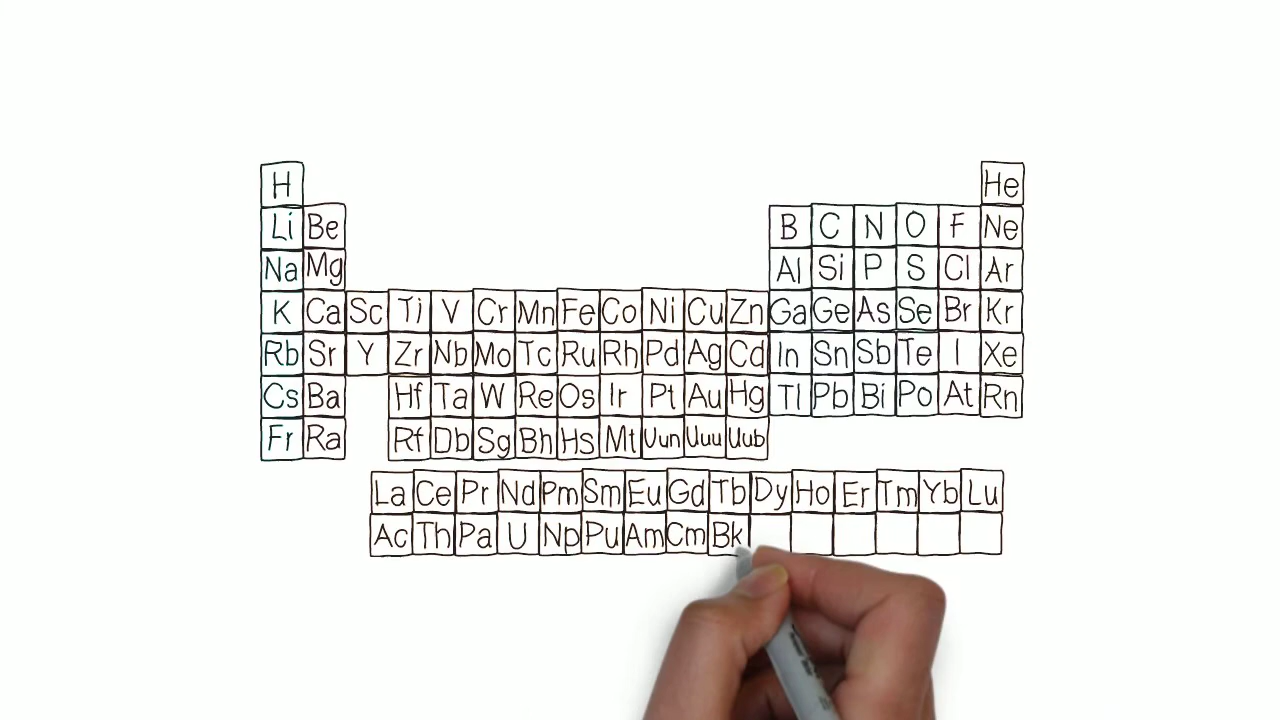 H He
Li Be B C N O F Ne
Na Mg Al Si P S Cl Ar
K Ca Sc Ti V Cr Mn Fe Co Ni Cu Zn Ga Ge As Se Br Kr
Rb Sr Y Zr Nb Mo Tc Ru Rh Pd Ag Cd In Sn Sb Te I Xe
Cs Ba Hf Ta W Re Os Ir Pt Au Hg Tl Pb Bi Po At Rn
Fr Ra Rf Db Sg Bh Hs Mt Uun Uuu Uub
La Ce Pr Nd Pm Sm Eu Gd Tb Dy Ho Er Tm Yb Lu
Ac Th Pa U Np Pu Am Cm Bk